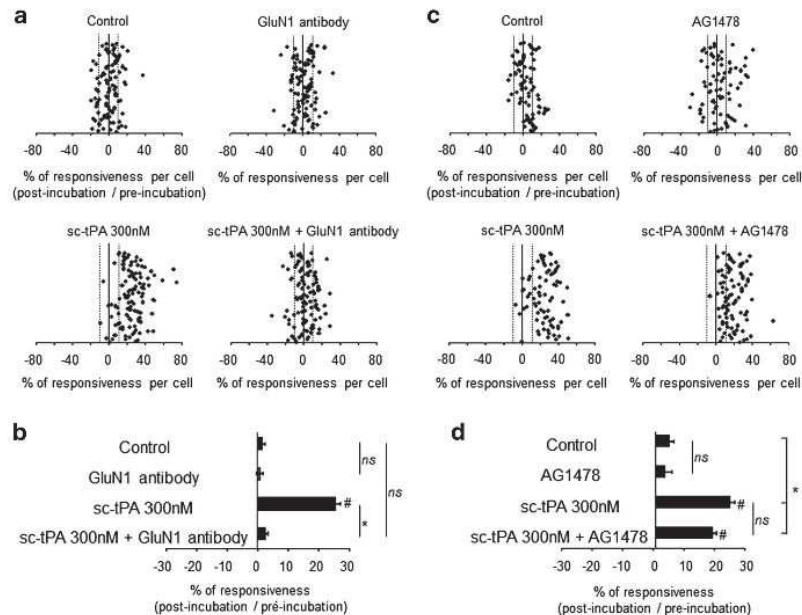 a
Control
GluN1 antibody
-80 -40 0 40 80
-80 -40 0 40 80
% of responsiveness per cell
(post-incubation / pre-incubation)
% of responsiveness per cell
sc-tPA 300nM
sc-tPA 300nM + GluN1 antibody
-80 -40 0 40 80
-80 -40 0 40 80
% of responsiveness per cell
% of responsiveness per cell
c
Control
AG1478
-80 -40 0 40 80
-80 -40 0 40 80
% of responsiveness per cell
(post-incubation / pre-incubation)
% of responsiveness per cell
sc-tPA 300nM
sc-tPA 300nM + AG1478
-80 -40 0 40 80
-80 -40 0 40 80
% of responsiveness per cell
% of responsiveness per cell
b
Control
GluN1 antibody
ns
ns
sc-tPA 300nM
#
*
sc-tPA 300nM + GluN1 antibody
-30 -20 -10 0 10 20 30
% of responsiveness
(post-incubation / pré-incubation)
d
Control
ns
AG1478
*
sc-tPA 300nM
#
ns
sc-tPA 300nM + AG1478
#
-30 -20 -10 0 10 20 30
% of responsiveness
(post-incubation / pre-incubation)